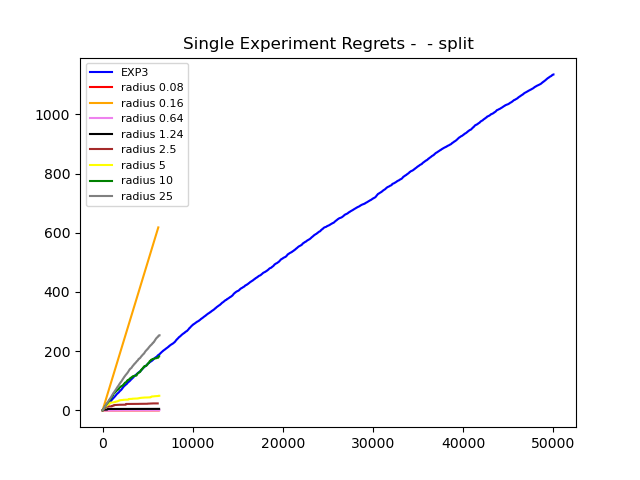 Single Experiment Regrets -  - split
EXP3
radius 0.08
radius 0.16
radius 0.64
radius 1.24
radius 2.5
radius 5
radius 10
radius 25
1000
800
600
400
200
0
0 10000 20000 30000 40000 50000